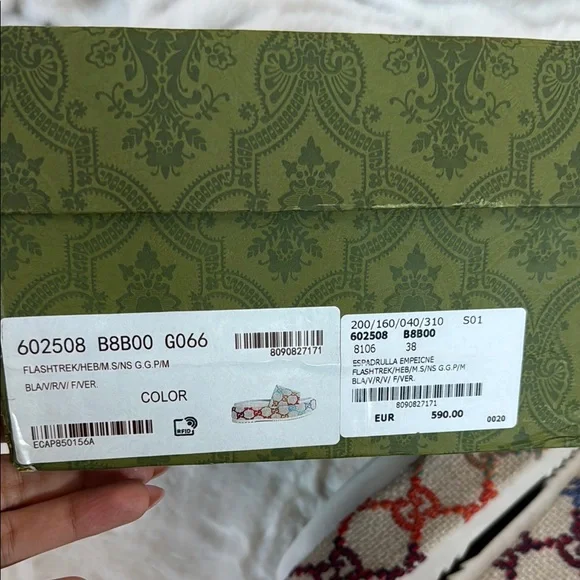 602508 B8B00 G066
8090827171
FLASHTREK/HEB/M.S/NS G.G.P/M
BLA/V/R/V/ F/VER.
COLOR
RFID
ECAP850156A
200/160/040/310 S01
602508 B8B00
8106 38
ESPADRULLA EMPEICNE
FLASHTREK/HEB/M.S/NS G.G.P/M
BLA/V/R/V/ F/VER.
8090827171
EUR 590.00 0020